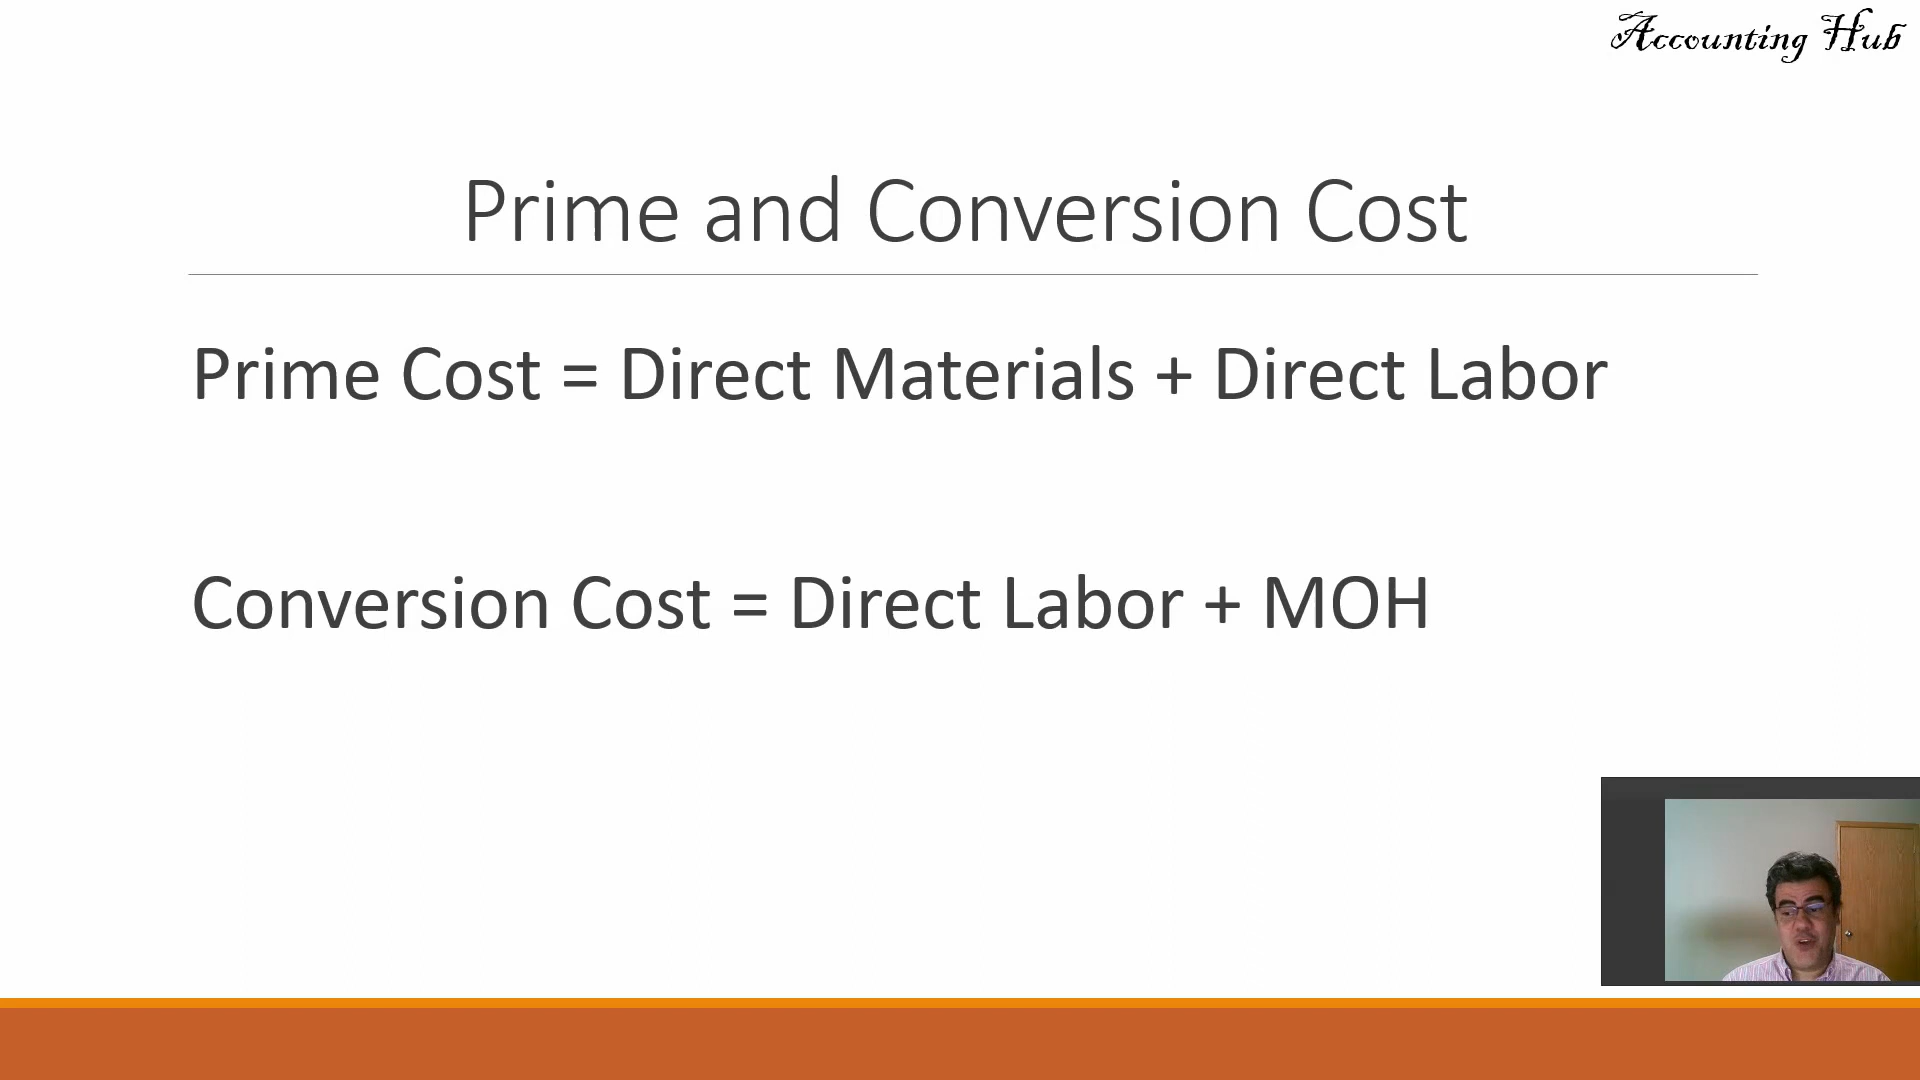 Accounting Hub
Prime and Conversion Cost
Prime Cost = Direct Materials + Direct Labor
Conversion Cost = Direct Labor + MOH